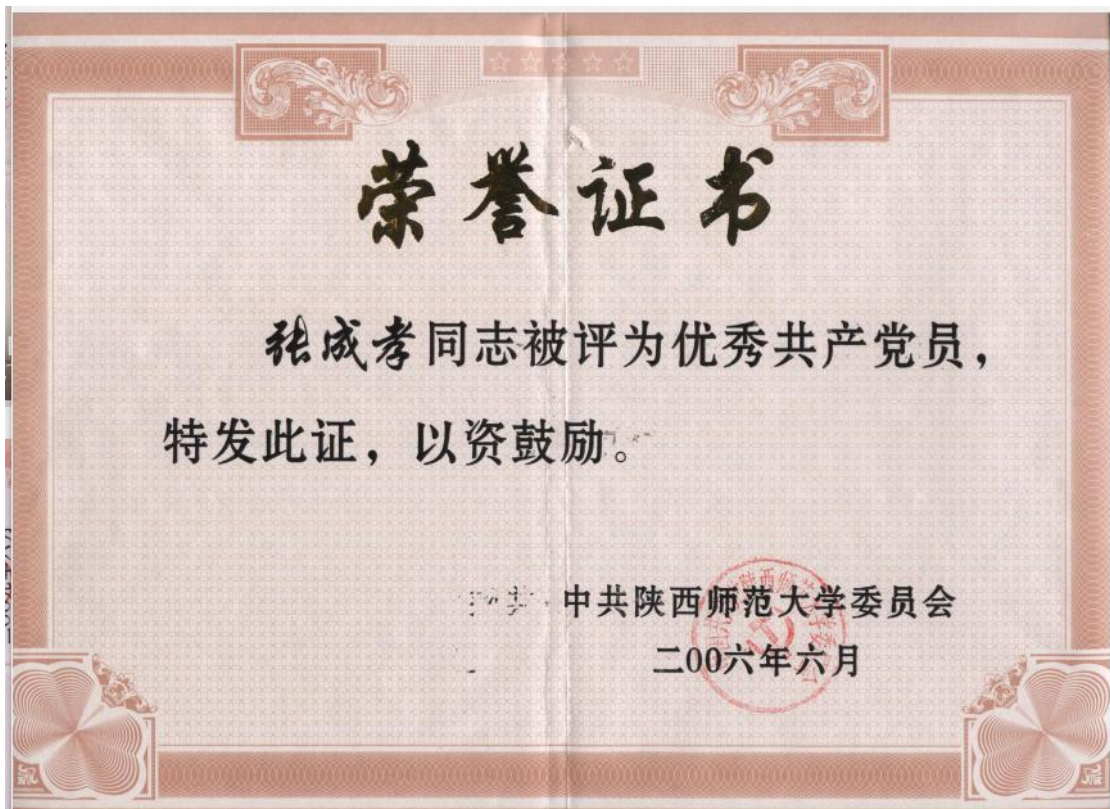 荣誉证书
张成孝同志被评为优秀共产党员，
特发此证，以资鼓励。
中共陕西师范大学委员会
二00六年六月